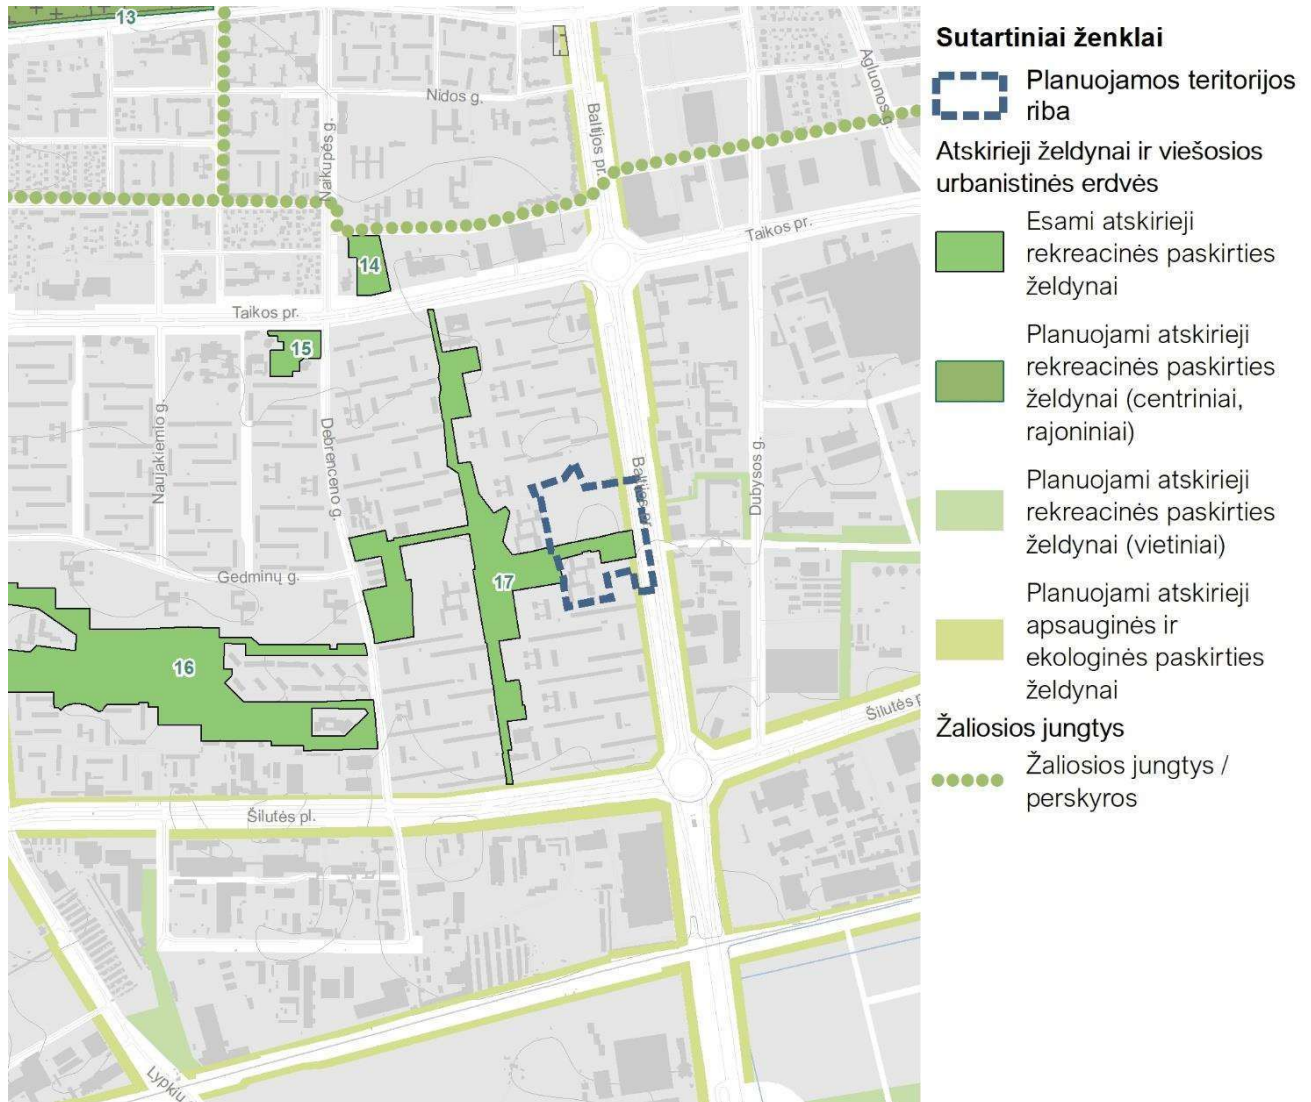 13
Nidos g.
Naikupės g.
Baltijos pr.
Agluonos g.
Taikos pr.
14
Taikos pr.
15
Naujakiemio g.
Debreceno g.
Baltijos pr.
Dubysos g.
Gedminų g.
17
16
Šilutės p
Šilutės pl.
Lypkių
Sutartiniai ženklai
Planuojamos teritorijos
riba
Atskirieji želdynai ir viešosios
urbanistinės erdvės
Esami atskirieji
rekreacinės paskirties
želdynai
Planuojami atskirieji
rekreacinės paskirties
želdynai (centriniai,
rajoniniai)
Planuojami atskirieji
rekreacinės paskirties
želdynai (vietiniai)
Planuojami atskirieji
apsauginės ir
ekologinės paskirties
želdynai
Žaliosios jungtys
Žaliosios jungtys /
perskyros